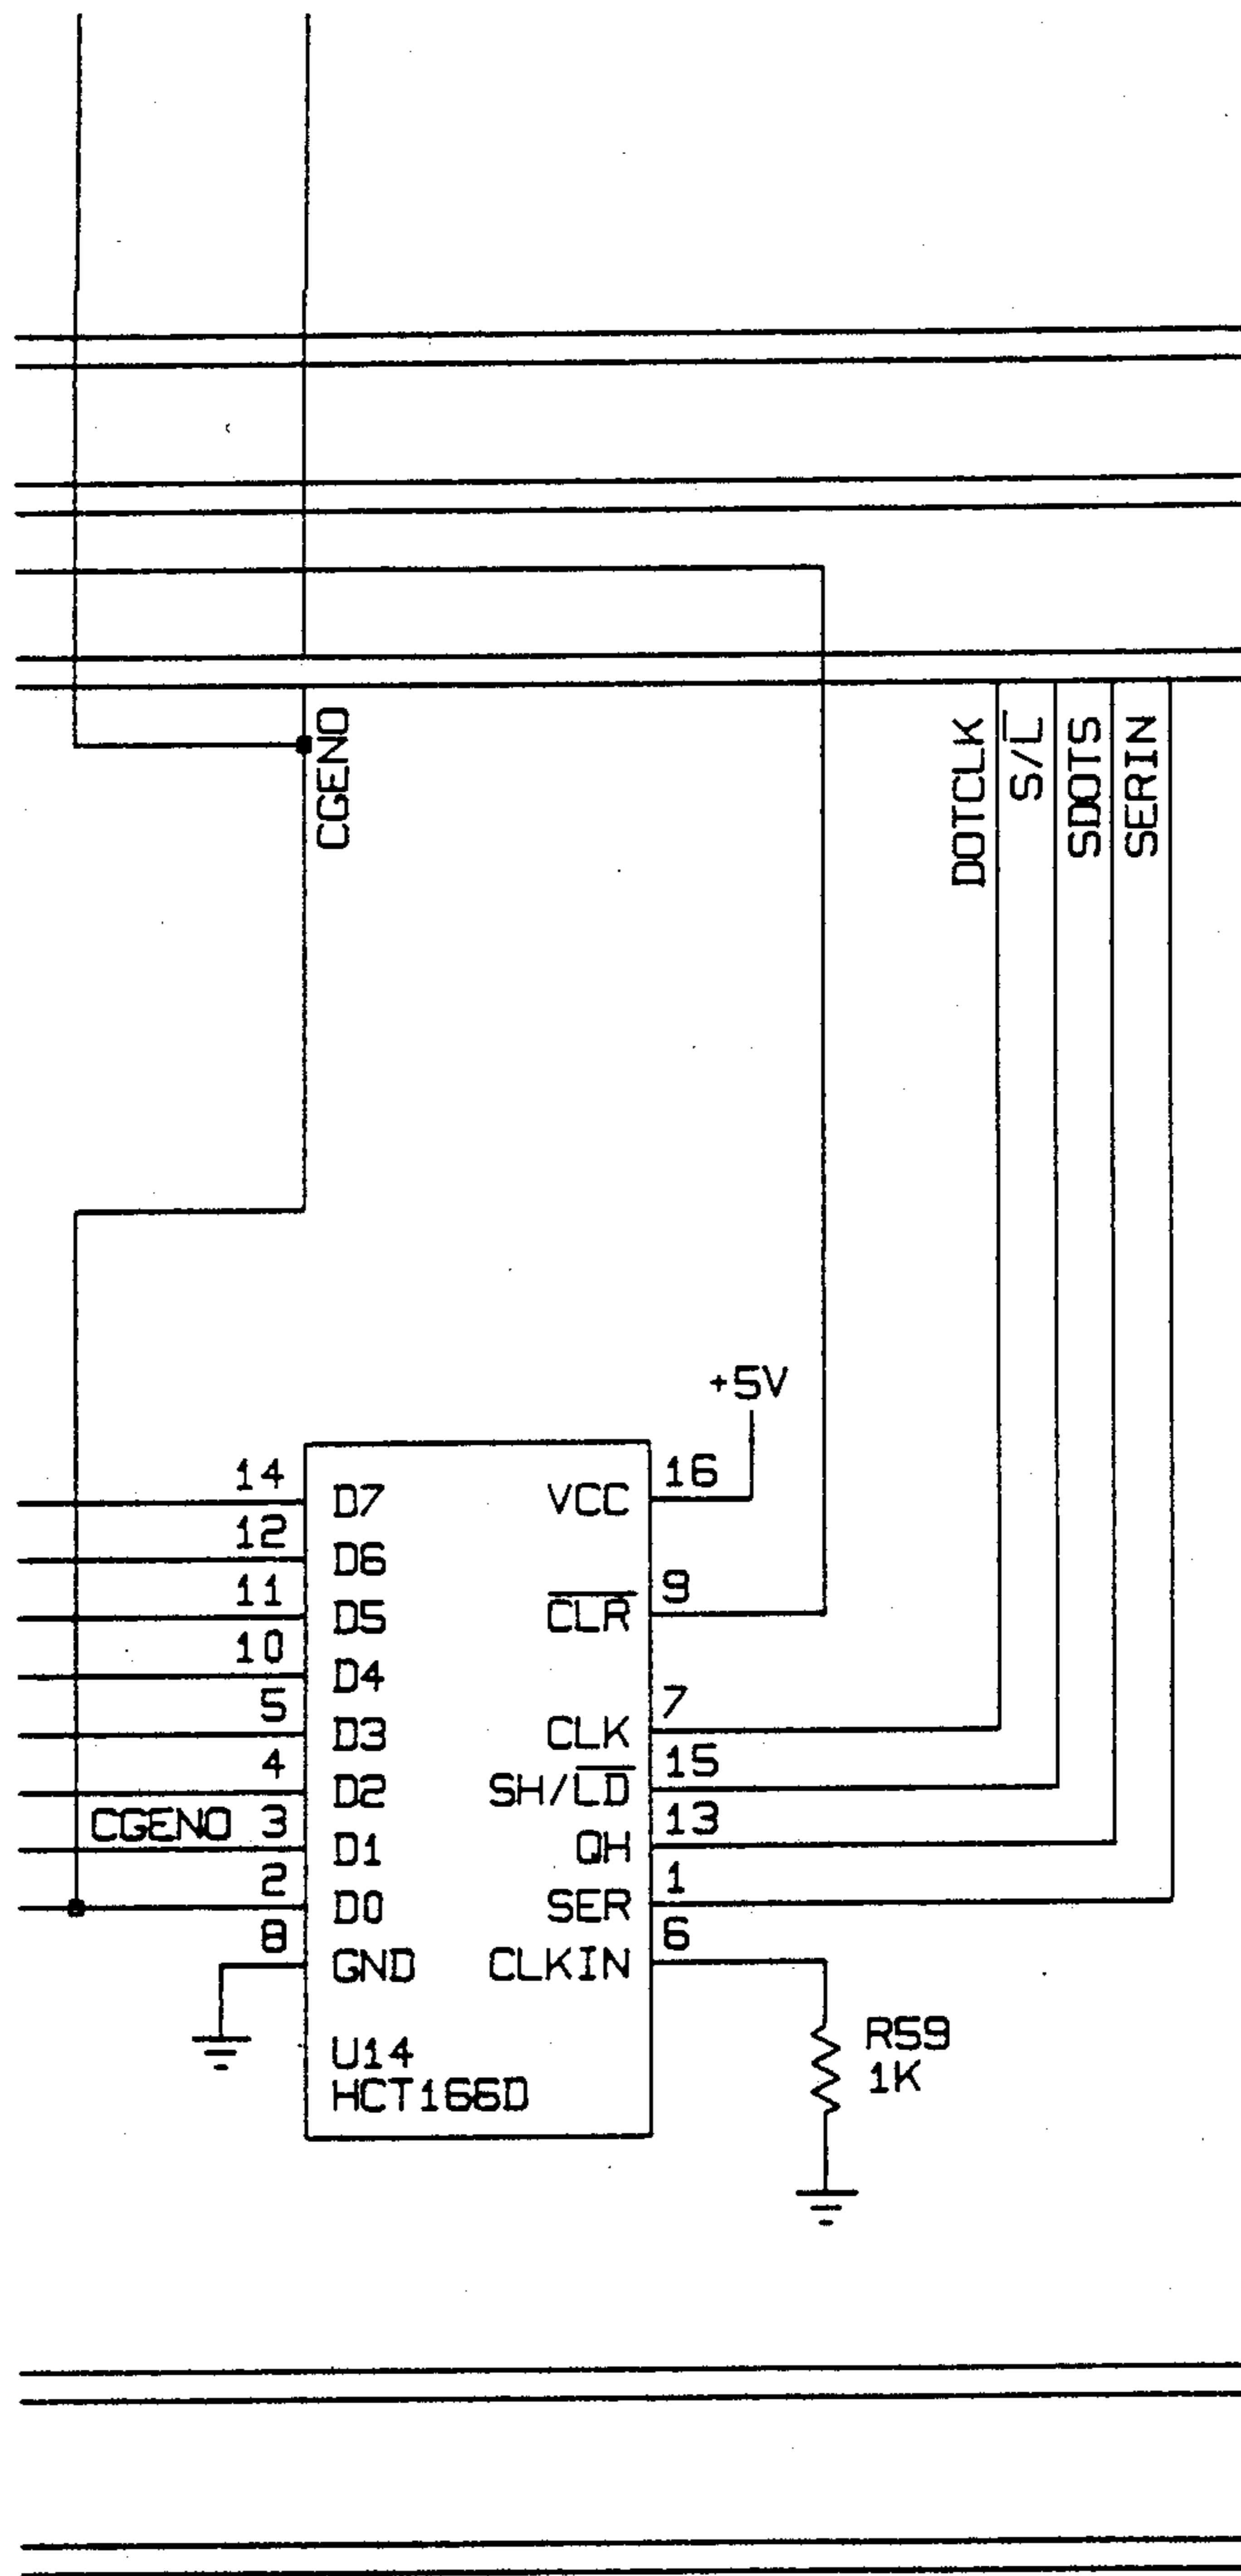 CGEN0
DOTCLK
S/L̅
SDOTS
SERIN
+5V
14 D7 VCC 16
12 D6
11 D5 C̅L̅R̅ 9
10 D4
5 D3 CLK 7
4 D2 SH/L̅D̅ 15
CGEN0 3 D1 QH 13
2 D0 SER 1
8 GND CLKIN 6
U14
HCT166D
R59
1K